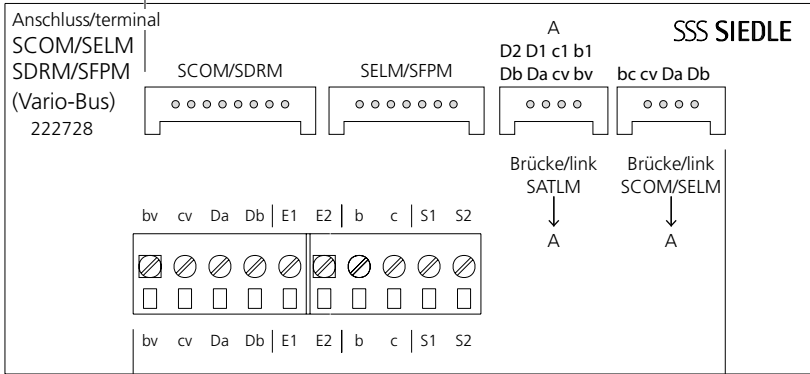 Anschluss/terminal
SCOM/SELM
SDRM/SFPM
(Vario-Bus)
222728
SCOM/SDRM
SELM/SFPM
A
D2 D1 c1 b1
Db Da cv bv
SSS SIEDLE
bc cv Da Db
Brücke/link
SATLM
A
Brücke/link
SCOM/SELM
A
bv cv Da Db E1 E2 b c S1 S2
bv cv Da Db E1 E2 b c S1 S2